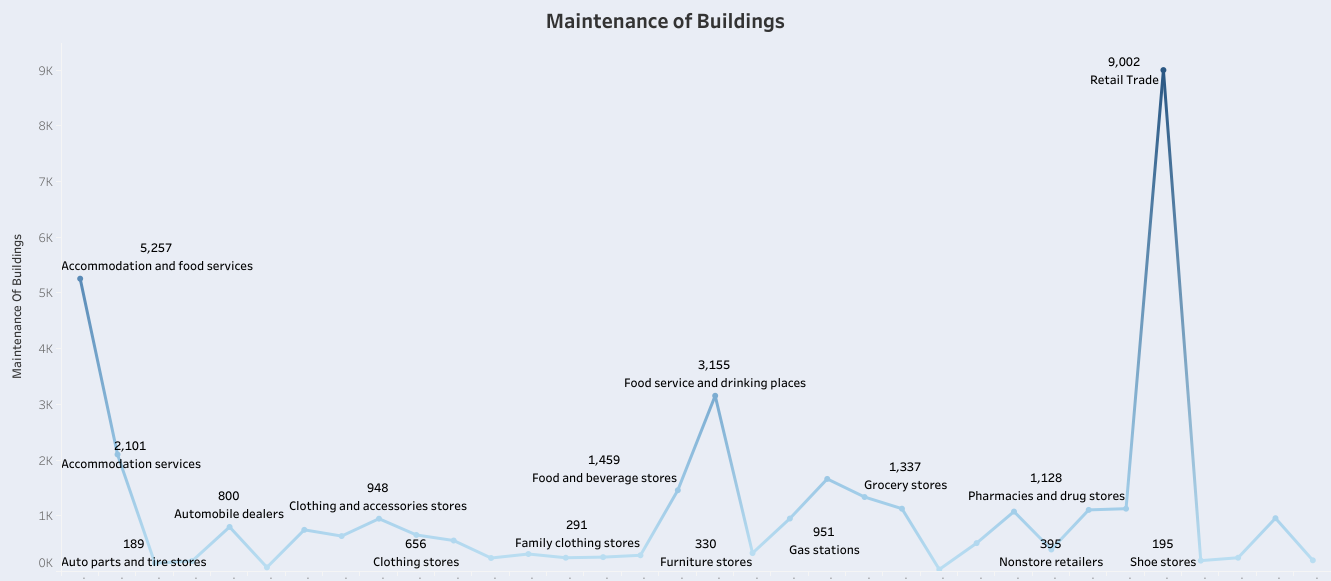 Maintenance of Buildings
Maintenance Of Buildings
9K
8K
7K
6K
5K
4K
3K
2K
1K
0K
9,002
Retail Trade
5,257
Accommodation and food services
3,155
Food service and drinking places
2,101
Accommodation services
1,459
Food and beverage stores
1,337
Grocery stores
1,128
Pharmacies and drug stores
948
Clothing and accessories stores
800
Automobile dealers
951
Gas stations
291
Family clothing stores
189
Auto parts and tire stores
656
Clothing stores
330
Furniture stores
395
Nonstore retailers
195
Shoe stores